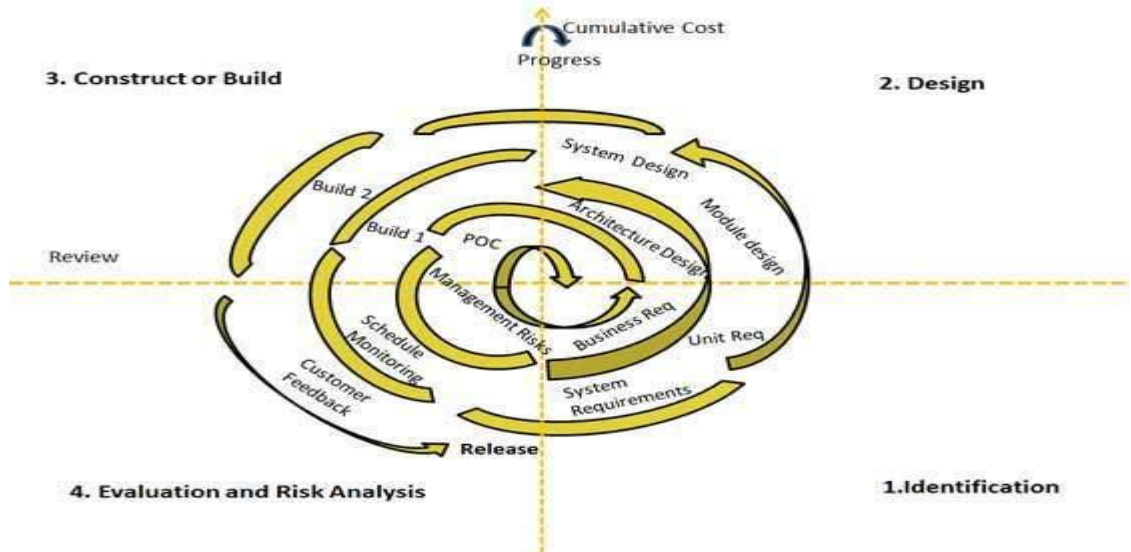 Cumulative Cost
Progress
3. Construct or Build
2. Design
System Design
Build 2
Module design
Architecture Design
Build 1
POC
Review
Management Risks
Business Req
Unit Req
Schedule
Monitoring
System
Requirements
Customer
Feedback
Release
4. Evaluation and Risk Analysis
1.Identification